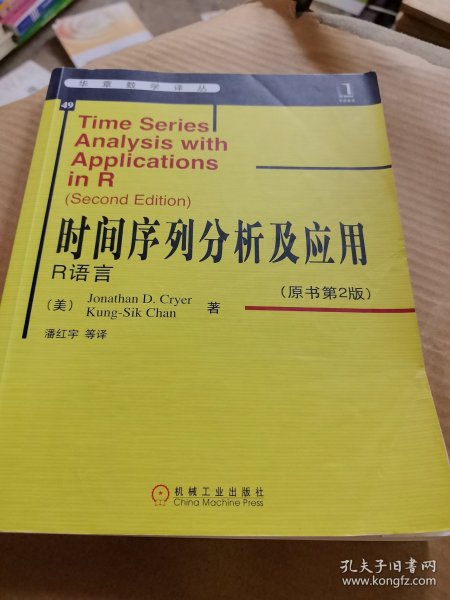 华章数学译丛
49
Time Series
Analysis with
Applications
in R
(Second Edition)
时间序列分析及应用
R语言
(原书第2版)
(美) Jonathan D. Cryer
Kung-Sik Chan 著
潘红宇 等译
机械工业出版社
China Machine Press
孔夫子旧书网
www.kongfz.com